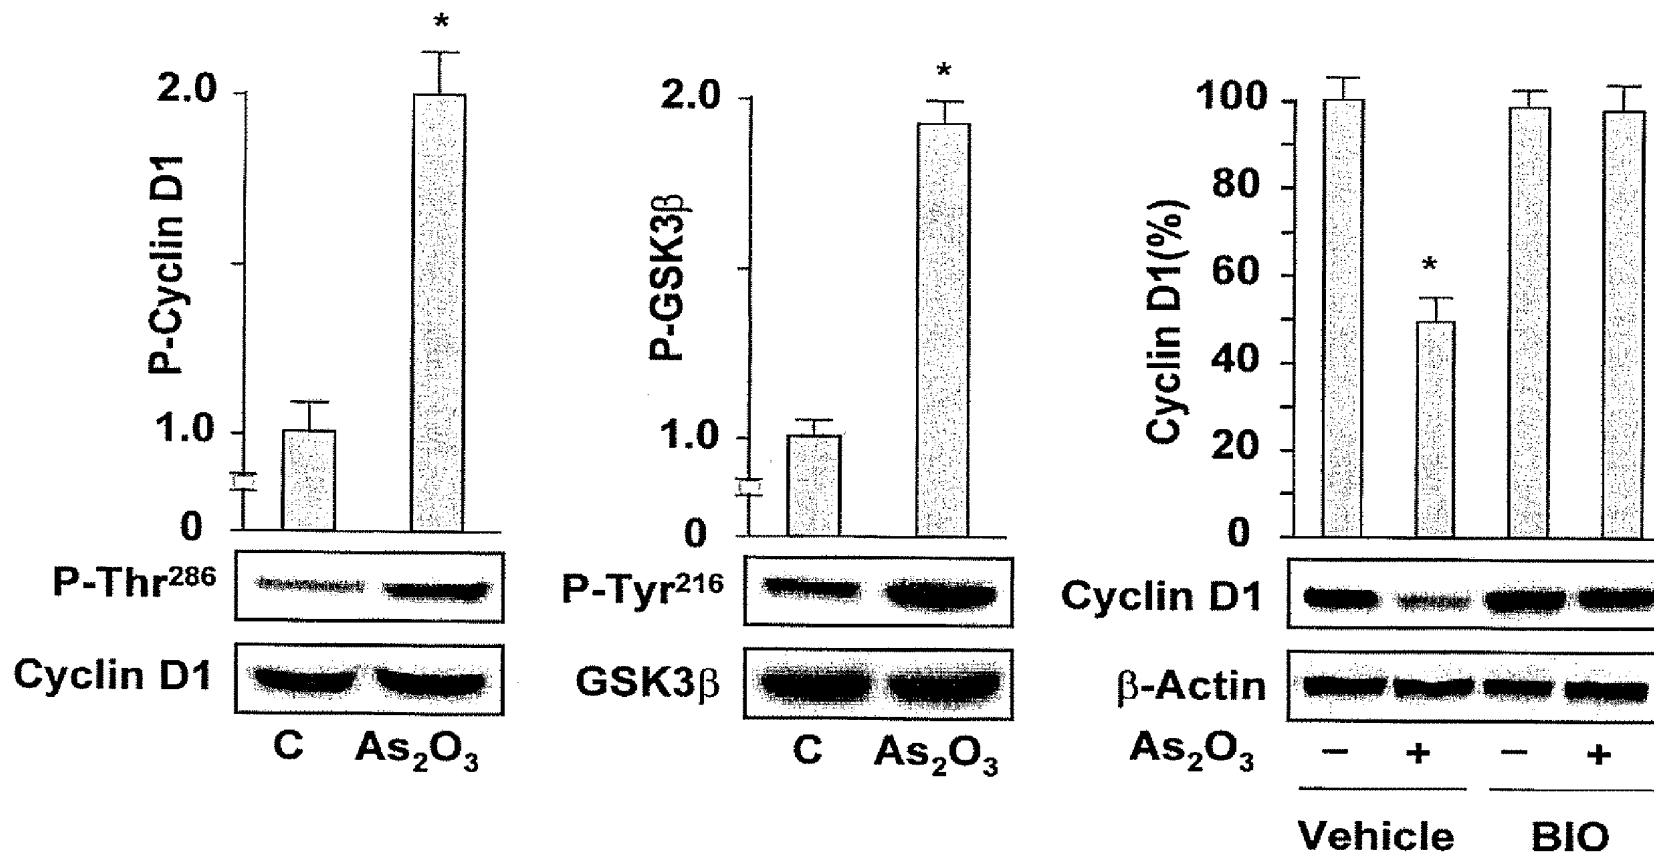 *
2.0
P-Cyclin D1
1.0
0
P-Thr²⁸⁶
Cyclin D1
C As₂O₃
*
2.0
P-GSK3β
1.0
0
P-Tyr²¹⁶
GSK3β
C As₂O₃
100
80
Cyclin D1(%)
60
*
40
20
0
Cyclin D1
β-Actin
As₂O₃ – + – +
Vehicle BIO